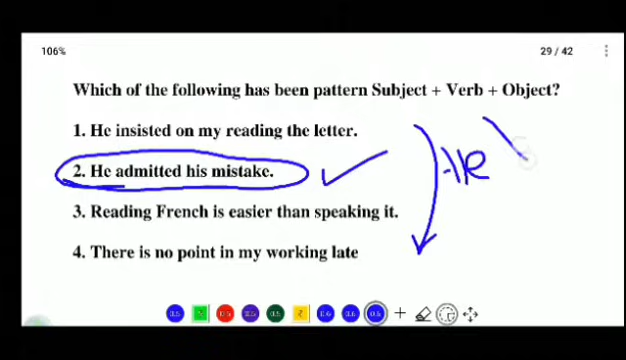 106%
29 / 42
Which of the following has been pattern Subject + Verb + Object?
1. He insisted on my reading the letter.
2. He admitted his mistake.
3. Reading French is easier than speaking it.
4. There is no point in my working late